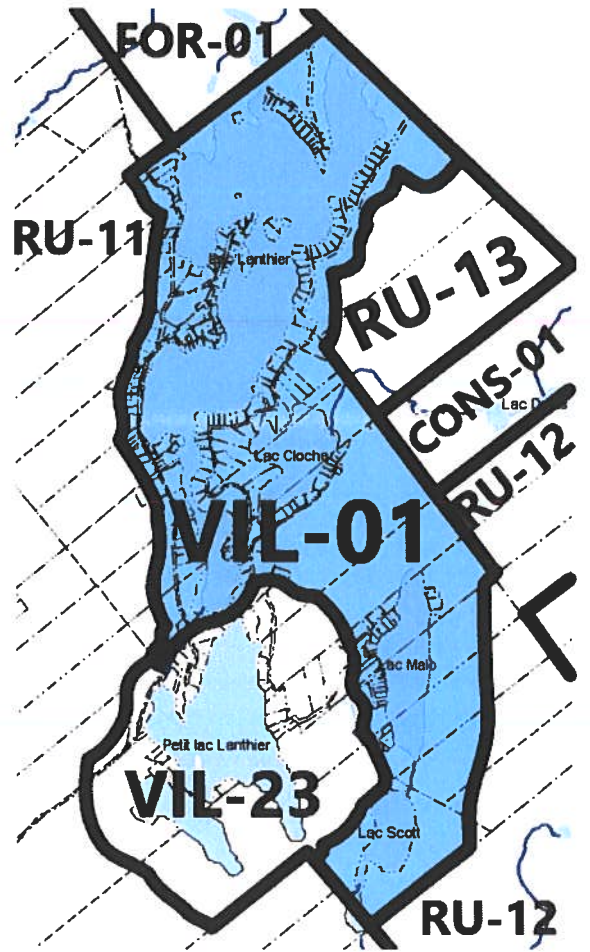 FOR-01
RU-11
Lac Lanthier
RU-13
CONS-01
Lac
Lac Cloche
RU-12
VIL-01
Lac Malo
Petit lac Lanthier
VIL-23
Lac Scott
RU-12